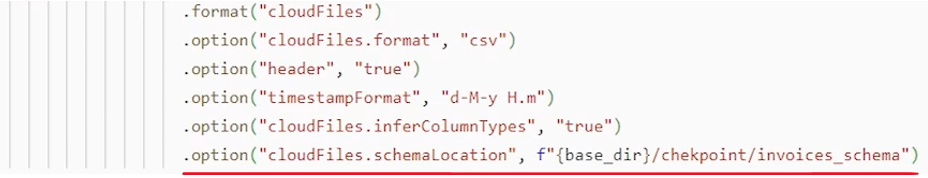 .format("cloudFiles")
.option("cloudFiles.format", "csv")
.option("header", "true")
.option("timestampFormat", "d-M-y H.m")
.option("cloudFiles.inferColumnTypes", "true")
.option("cloudFiles.schemaLocation", f"{base_dir}/chekpoint/invoices_schema")